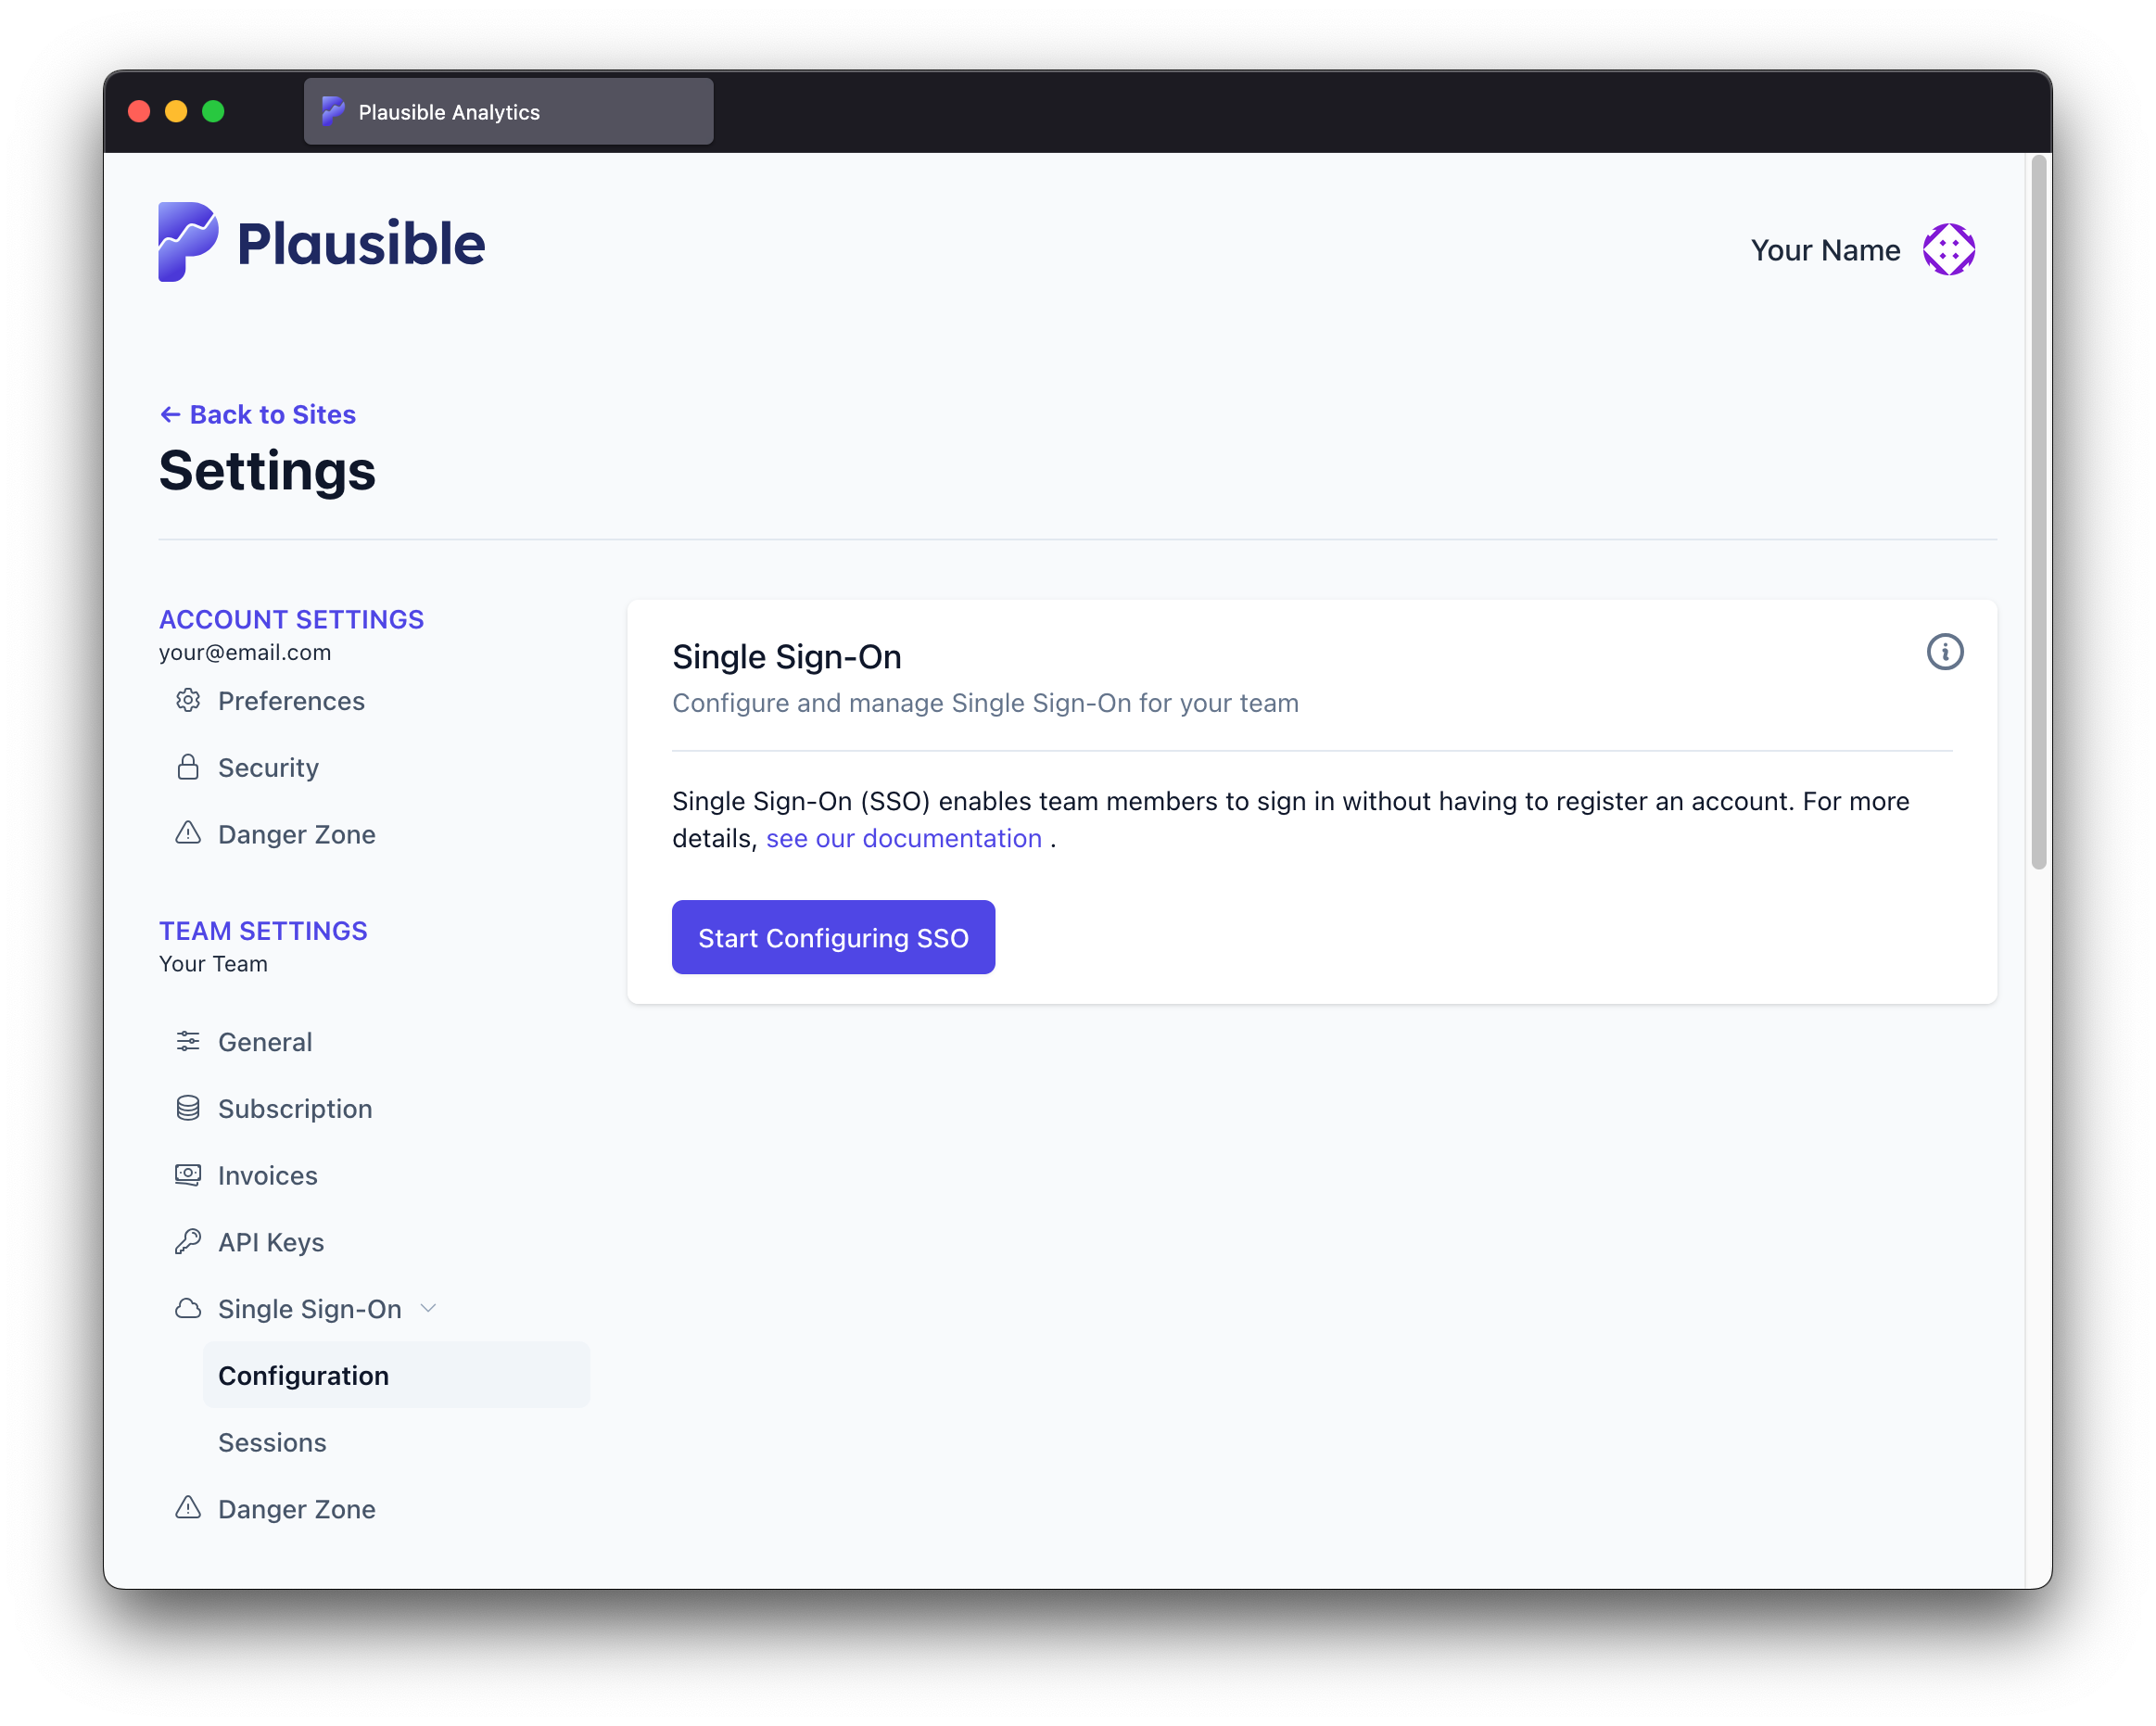 Plausible Analytics
Plausible
Your Name
← Back to Sites
Settings
ACCOUNT SETTINGS
your@email.com
Preferences
Security
Danger Zone
TEAM SETTINGS
Your Team
General
Subscription
Invoices
API Keys
Single Sign-On
Configuration
Sessions
Danger Zone
Single Sign-On
Configure and manage Single Sign-On for your team
Single Sign-On (SSO) enables team members to sign in without having to register an account. For more
details, see our documentation .
Start Configuring SSO